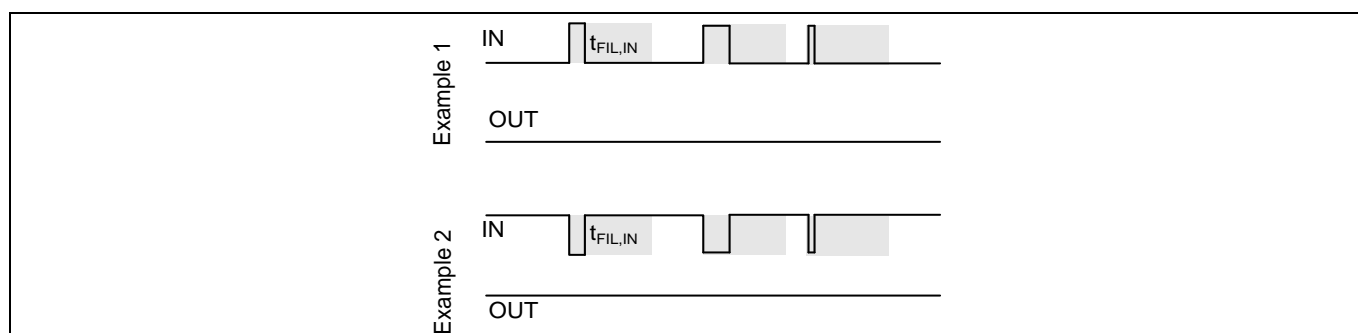 Example 1
IN
tFIL,IN
OUT
Example 2
IN
tFIL,IN
OUT